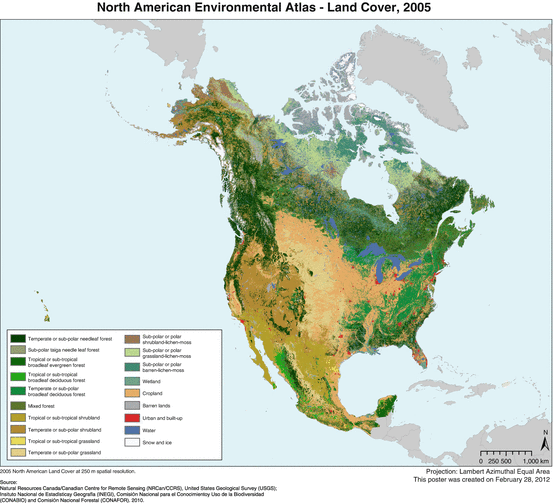 North American Environmental Atlas - Land Cover, 2005
Temperate or sub-polar needleaf forest
Sub-polar taiga needle leaf forest
Tropical or sub-tropical
broadleaf evergreen forest
Tropical or sub-tropical
broadleaf deciduous forest
Temperate or sub-polar
broadleaf deciduous forest
Mixed forest
Tropical or sub-tropical shrubland
Temperate or sub-polar shrubland
Tropical or sub-tropical grassland
Temperate or sub-polar grassland
Sub-polar or polar
shrubland-lichen-moss
Sub-polar or polar
grassland-lichen-moss
Sub-polar or polar
barren-lichen-moss
Wetland
Cropland
Barren lands
Urban and built-up
Water
Snow and ice
N
0 250 500 1,000 km
2005 North American Land Cover at 250 m spatial resolution.
Projection: Lambert Azimuthal Equal Area
This poster was created on February 28, 2012
Source:
Natural Resources Canada/Canadian Centre for Remote Sensing (NRCan/CCRS), United States Geological Survey (USGS);
Insituto Nacional de Estadísticay Geografía (INEGI), Comisión Nacional para el Conocimientoy Uso de la Biodiversidad
(CONABIO) and Comisión Nacional Forestal (CONAFOR). 2010.